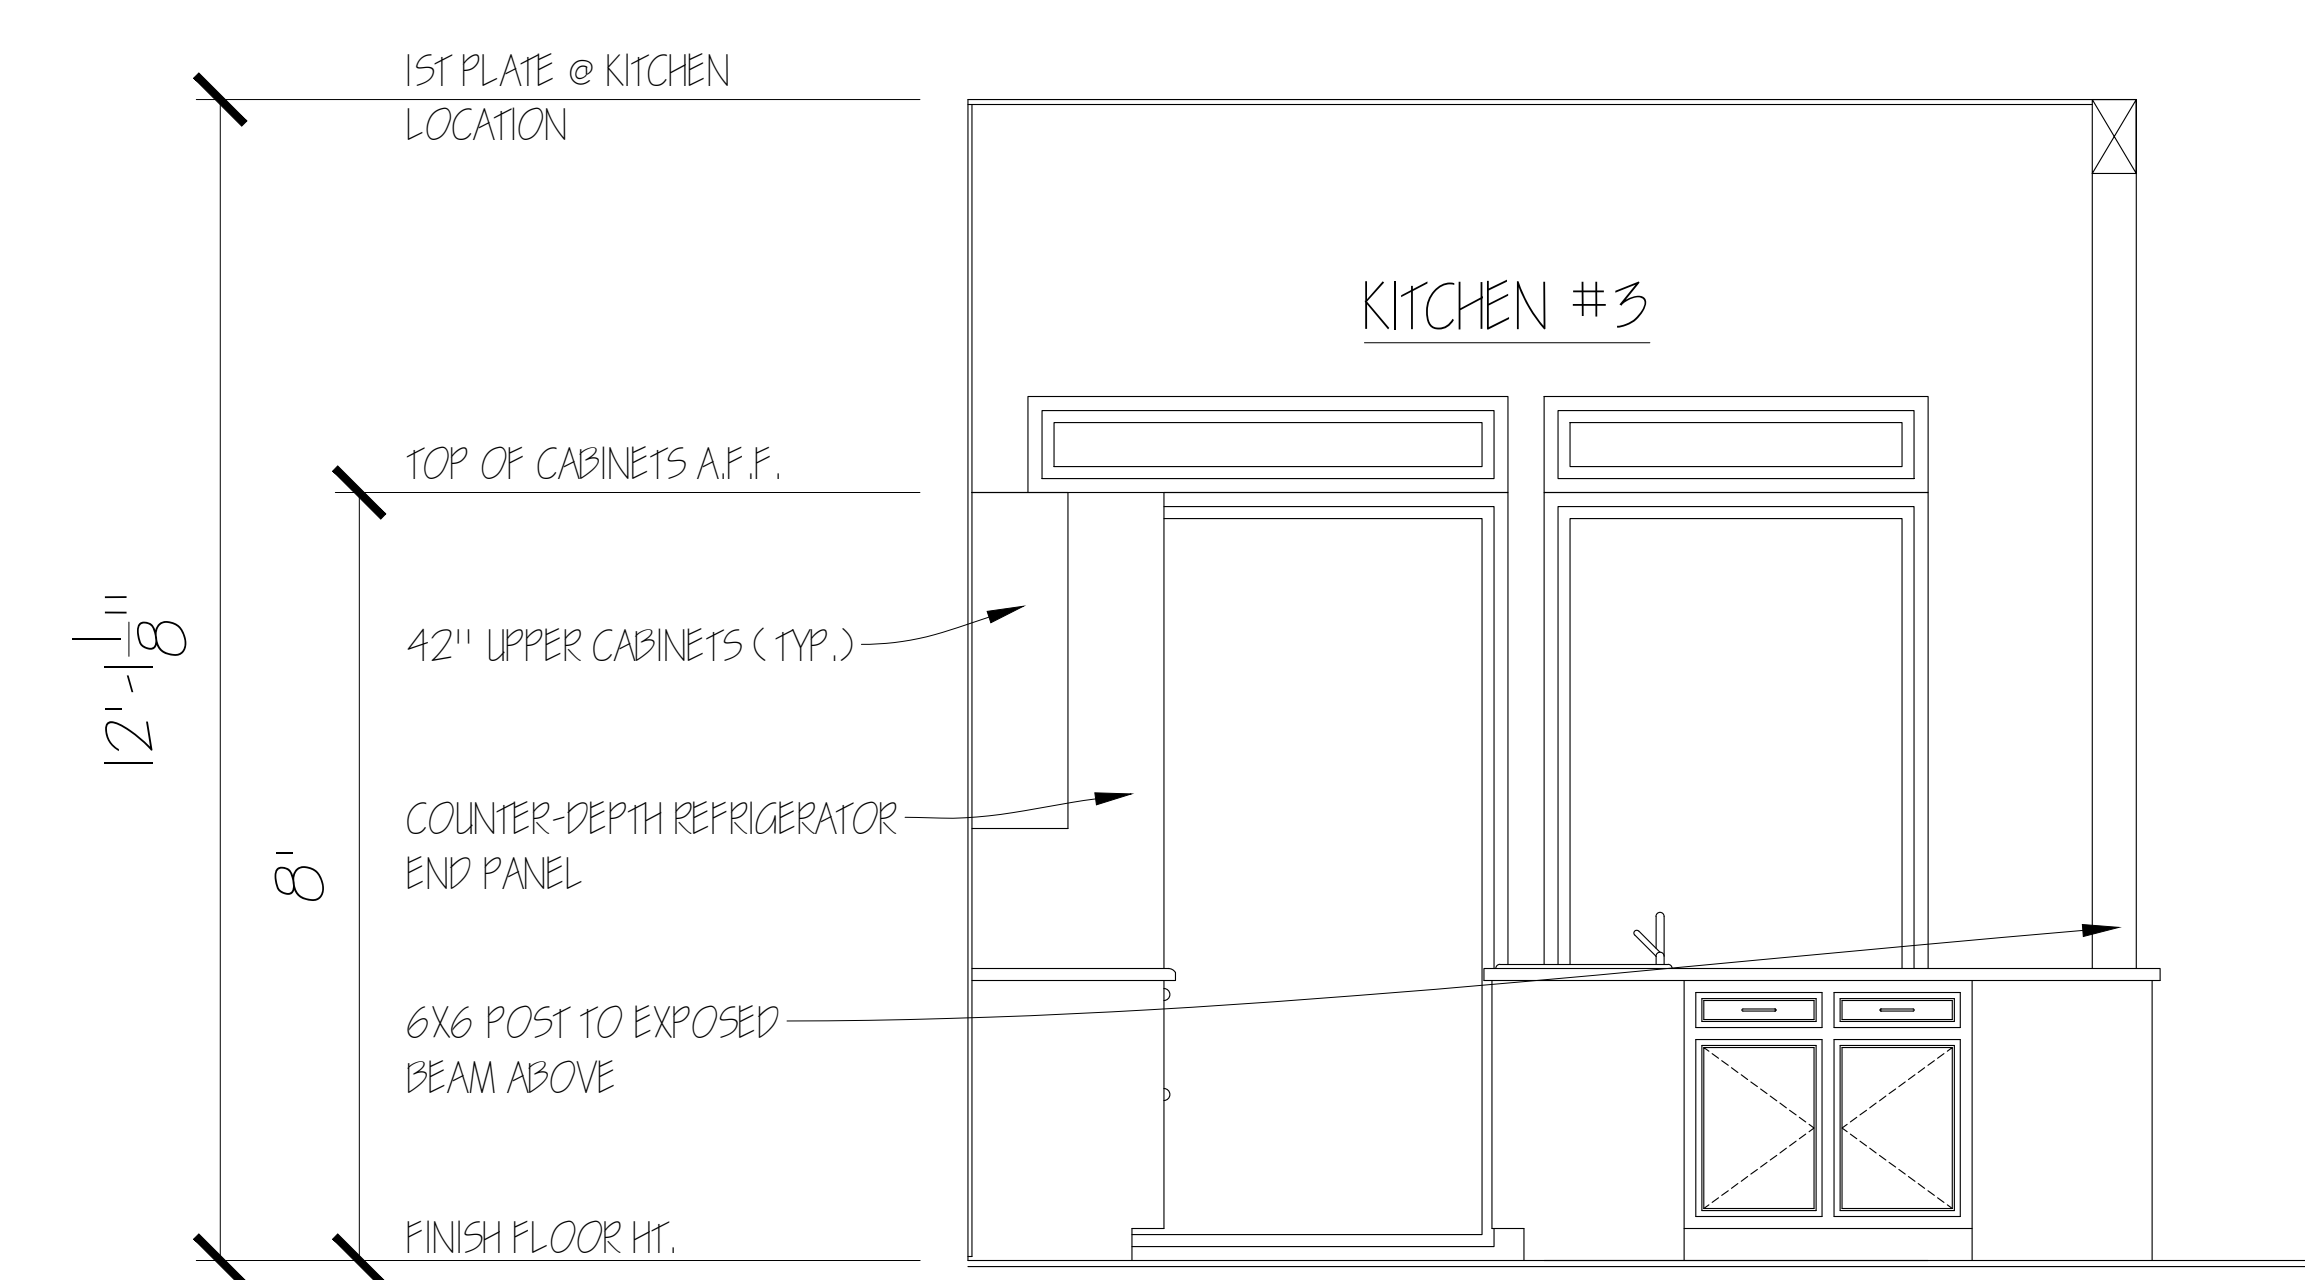 1ST PLATE @ KITCHEN
LOCATION
KITCHEN #3
TOP OF CABINETS A.F.F.
12'-1 1/8"
42" UPPER CABINETS (TYP.)
8'
COUNTER-DEPTH REFRIGERATOR
END PANEL
6X6 POST TO EXPOSED
BEAM ABOVE
FINISH FLOOR HT.